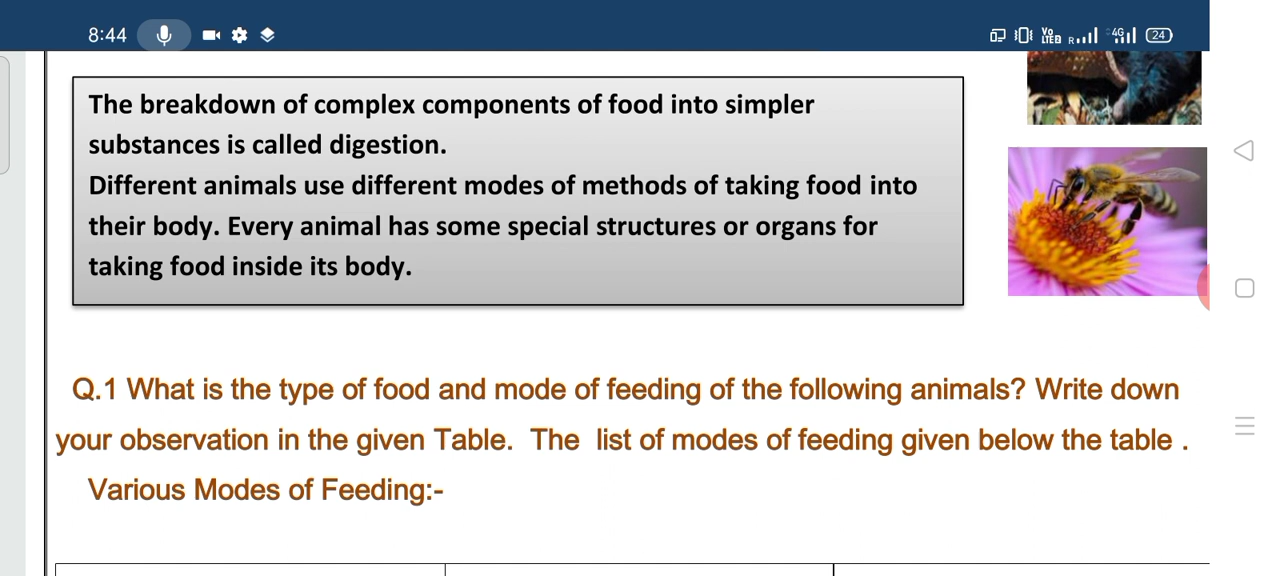 8:44 Vo LTE R 4G 24
The breakdown of complex components of food into simpler
substances is called digestion.
Different animals use different modes of methods of taking food into
their body. Every animal has some special structures or organs for
taking food inside its body.
Q.1 What is the type of food and mode of feeding of the following animals? Write down
your observation in the given Table. The list of modes of feeding given below the table .
Various Modes of Feeding:-